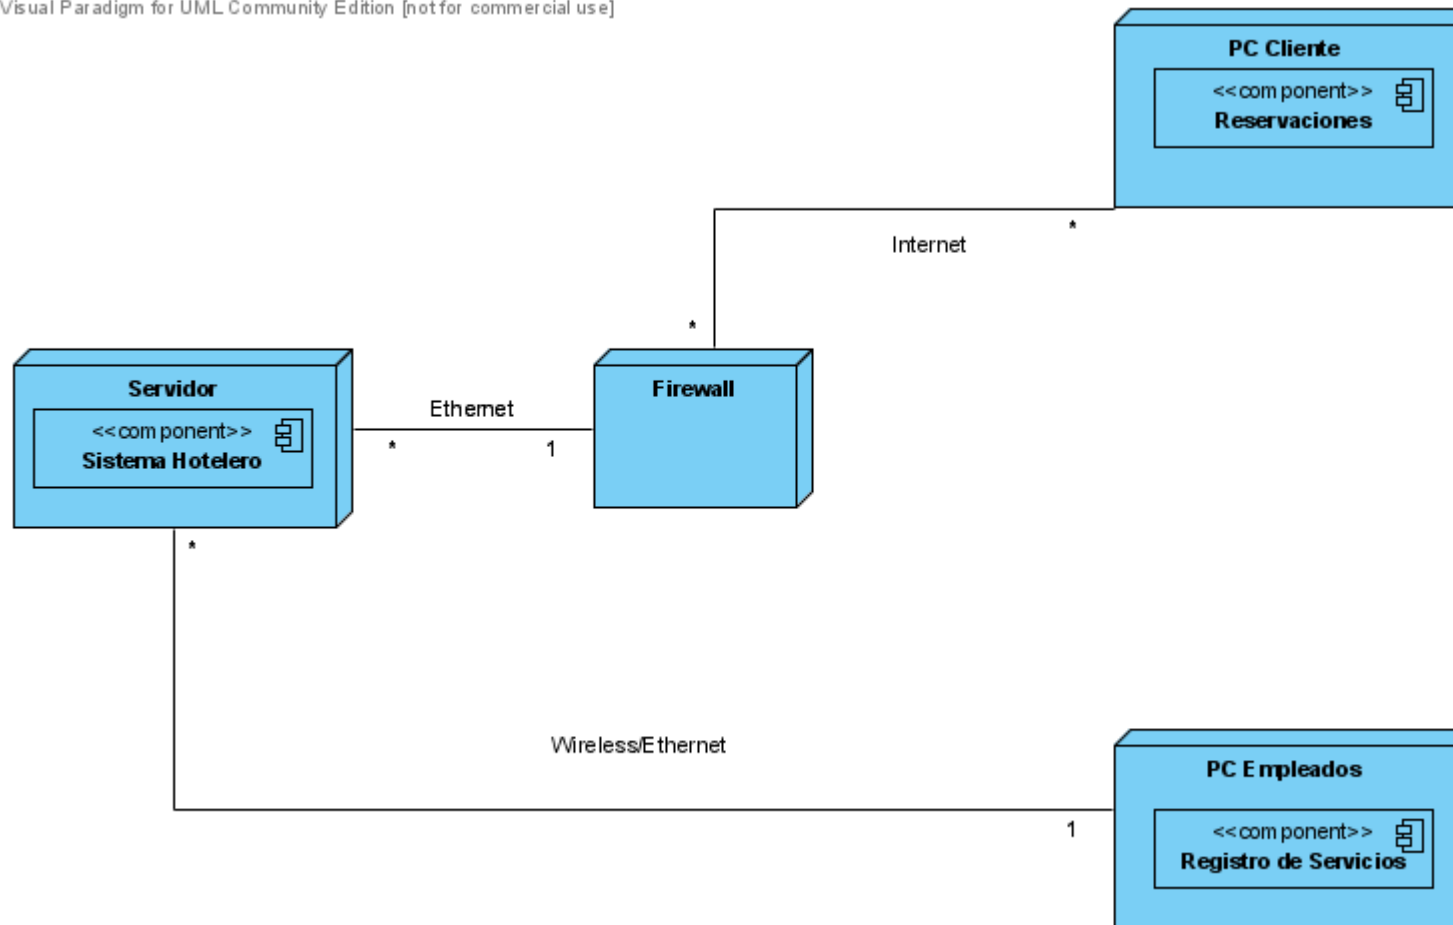 Visual Paradigm for UML Community Edition [not for commercial use]
PC Cliente
<<component>>
Reservaciones
*
Internet
*
Servidor
<<component>>
Sistema Hotelero
Ethernet
*
1
Firewall
*
Wireless/Ethernet
1
PC Empleados
<<component>>
Registro de Servicios